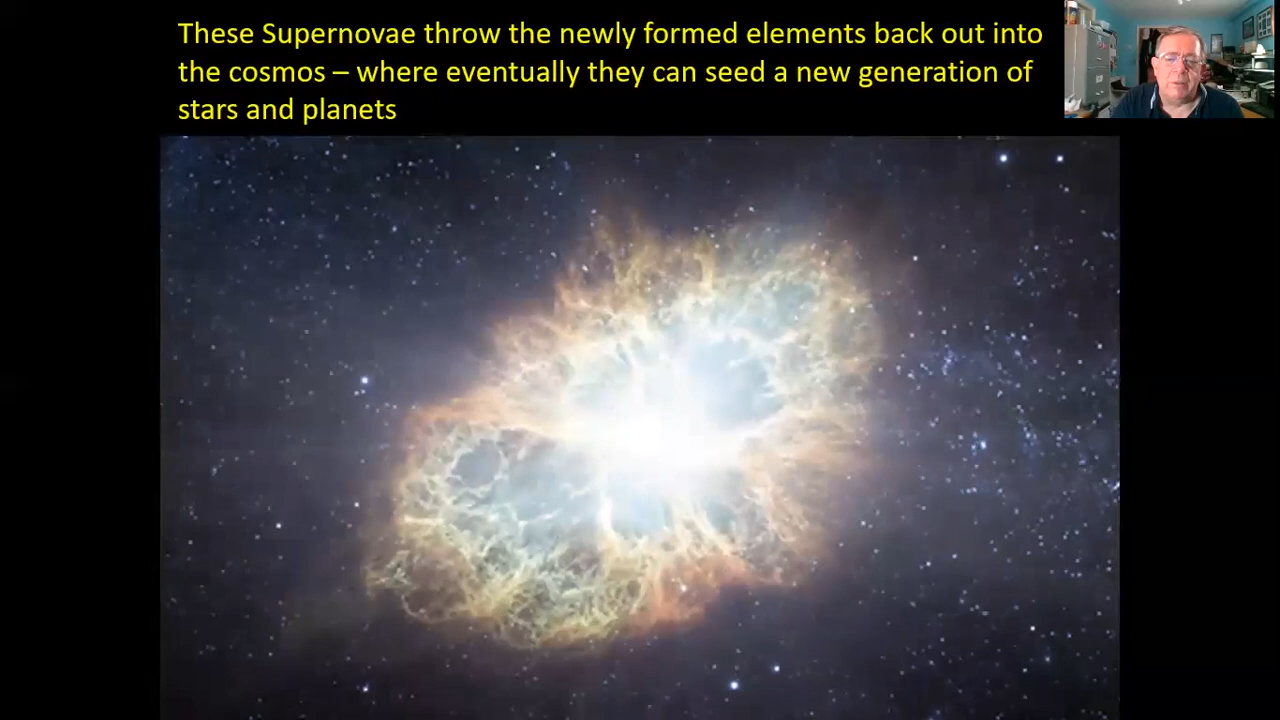 These Supernovae throw the newly formed elements back out into
the cosmos – where eventually they can seed a new generation of
stars and planets